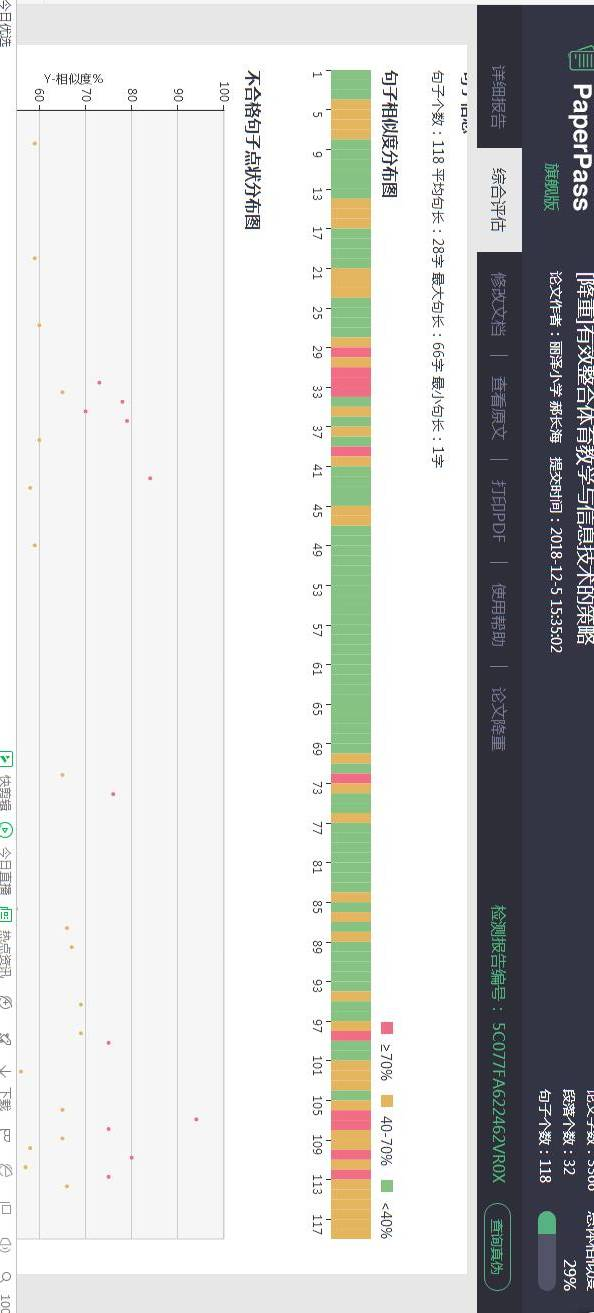 PaperPass
旗舰版
[降重]有效整合体育教学与信息技术的策略
论文作者：丽泽小学 郝长海 提交时间：2018-12-5 15:35:02
段落个数：32
句子个数：118
29%
详细报告
综合评估
修改文档 | 查看原文 | 打印PDF | 使用帮助 | 论文降重
检测报告编号： 5C077FA622462VR0X
查询真伪
句子个数：118 平均句长：28字 最大句长：66字 最小句长：1字
句子相似度分布图
≥70% 40-70% <40%
1 5 9 13 17 21 25 29 33 37 41 45 49 53 57 61 65 69 73 77 81 85 89 93 97 101 105 109 113 117
不合格句子点状分布图
100
90
80
70
60
Y-相似度%
今日优选
快剪辑
今日直播
热点资讯
下载